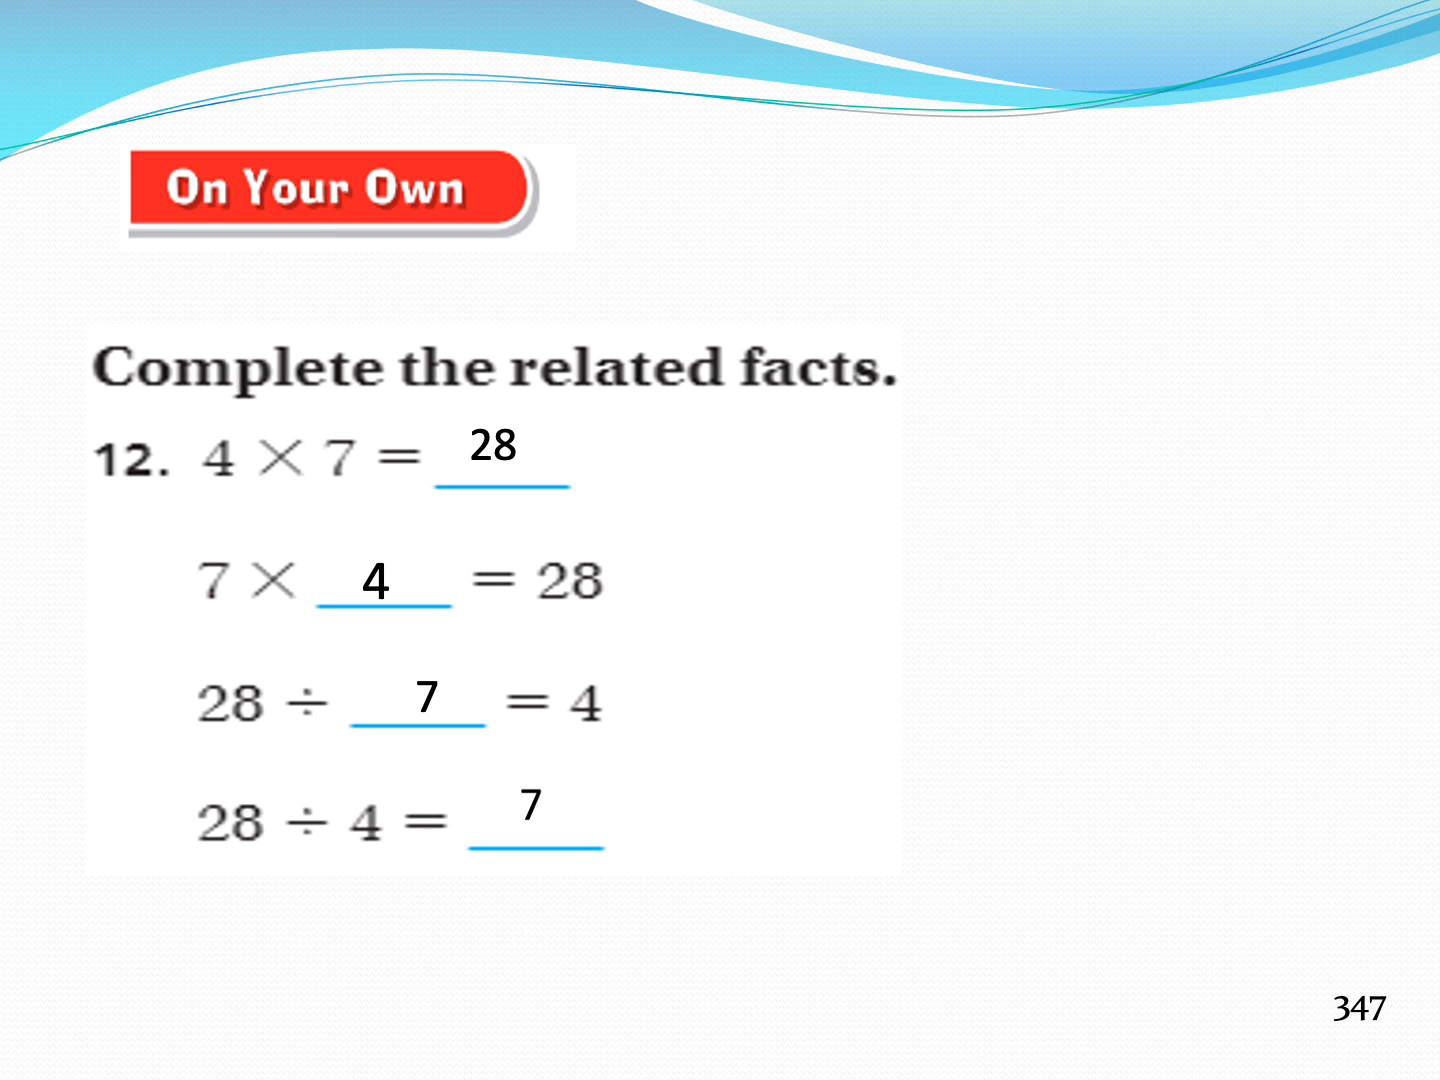 On Your Own
Complete the related facts.
12. 4 × 7 = 28
7 × 4 = 28
28 ÷ 7 = 4
28 ÷ 4 = 7
347